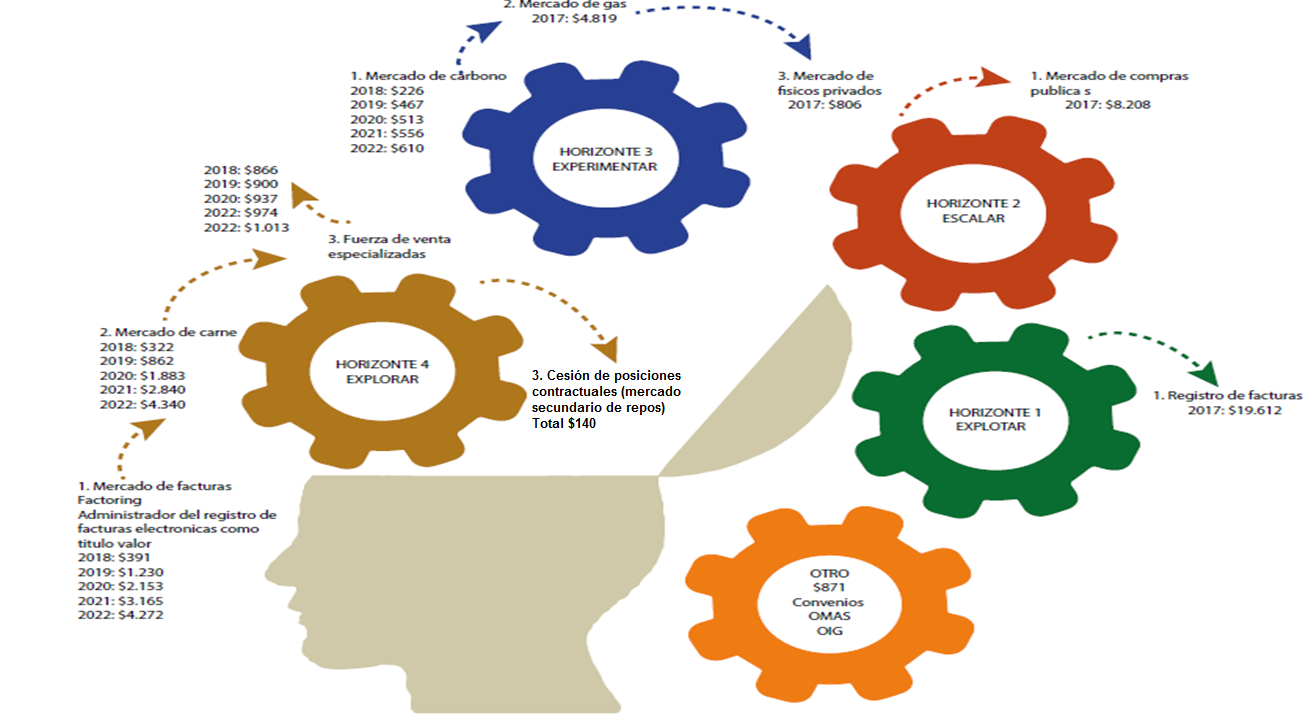 2. Mercado de gas
2017: $4.819
1. Mercado de carbono
2018: $226
2019: $467
2020: $513
2021: $556
2022: $610
3. Mercado de
fisicos privados
2017: $806
HORIZONTE 3
EXPERIMENTAR
1. Mercado de compras
publica s
2017: $8.208
HORIZONTE 2
ESCALAR
2018: $866
2019: $900
2020: $937
2022: $974
2022: $1.013
3. Fuerza de venta
especializadas
2. Mercado de carne
2018: $322
2019: $862
2020: $1.883
2021: $2.840
2022: $4.340
HORIZONTE 4
EXPLORAR
3. Cesión de posiciones
contractuales (mercado
secundario de repos)
Total $140
1. Registro de facturas
2017: $19.612
HORIZONTE 1
EXPLOTAR
1. Mercado de facturas
Factoring
Administrador del registro de
facturas electronicas como
titulo valor
2018: $391
2019: $1.230
2020: $2.153
2021: $3.165
2022: $4.272
OTRO
$871
Convenios
OMAS
OIG